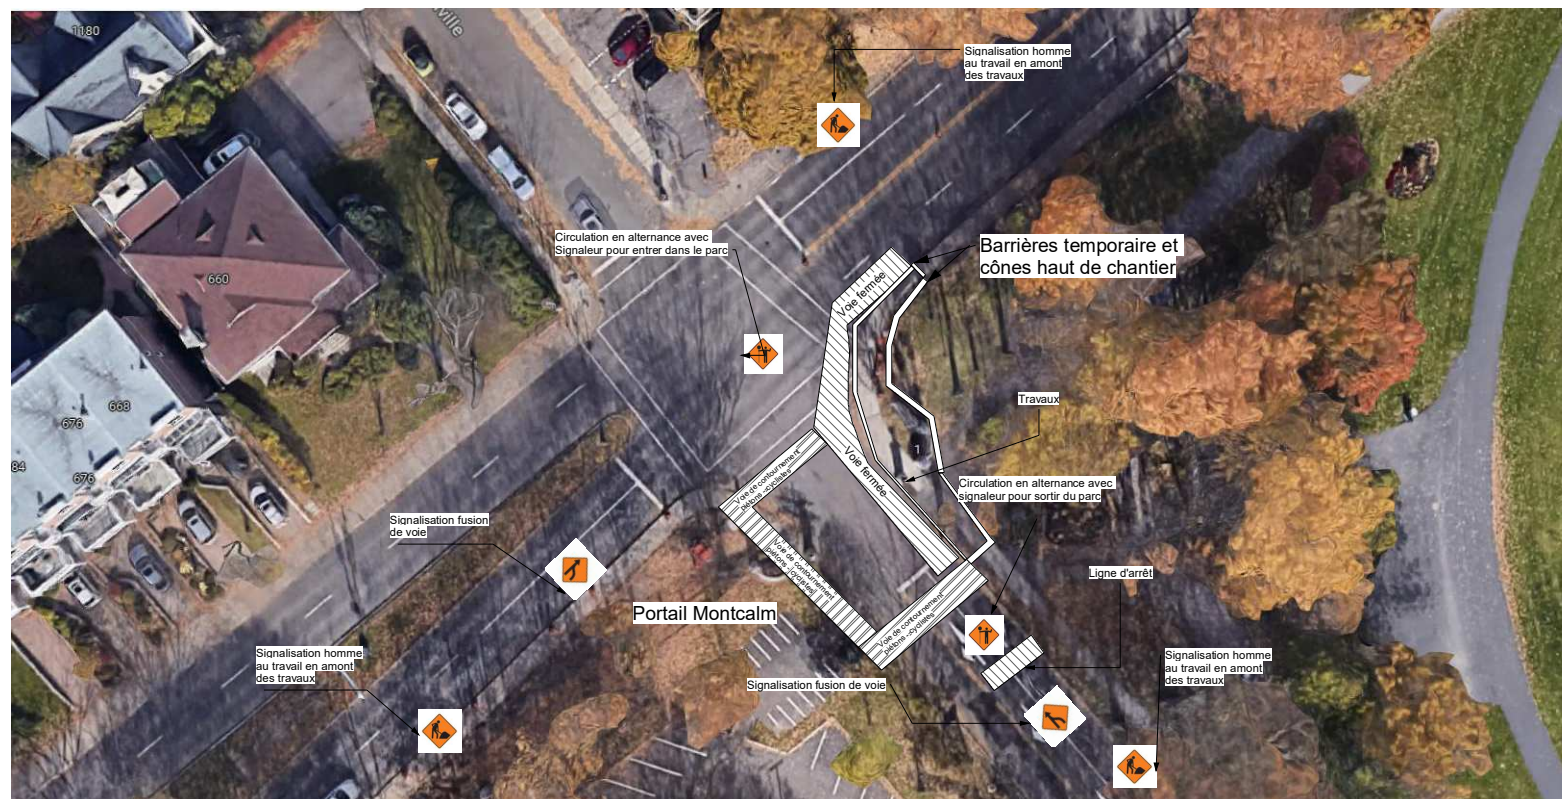 1180
ville
Signalisation homme
au travail en amont
des travaux
Circulation en alternance avec
Signaleur pour entrer dans le parc
Barrières temporaire et
cônes haut de chantier
660
Voie fermée
668
676
Travaux
1
84
676
Voie fermée
Voie de contournement
piétons - cyclistes
Circulation en alternance avec
signaleur pour sortir du parc
Signalisation fusion
de voie
Voie de contournement
piétons - cyclistes
Ligne d'arrêt
Portail Montcalm
Voie de contournement
piétons - cyclistes
Signalisation homme
au travail en amont
des travaux
Signalisation homme
au travail en amont
des travaux
Signalisation fusion de voie